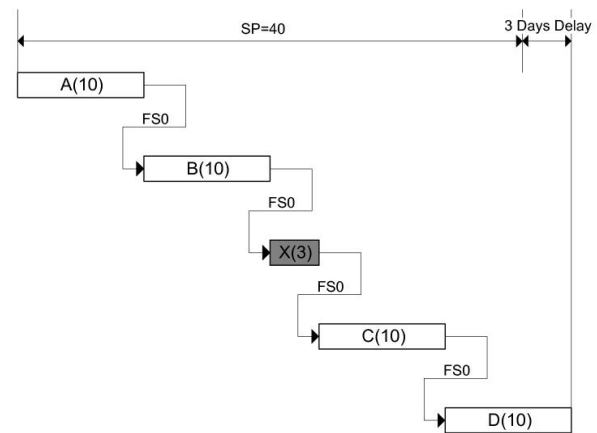 SP=40
3 Days Delay
A(10)
FS0
B(10)
FS0
X(3)
FS0
C(10)
FS0
D(10)